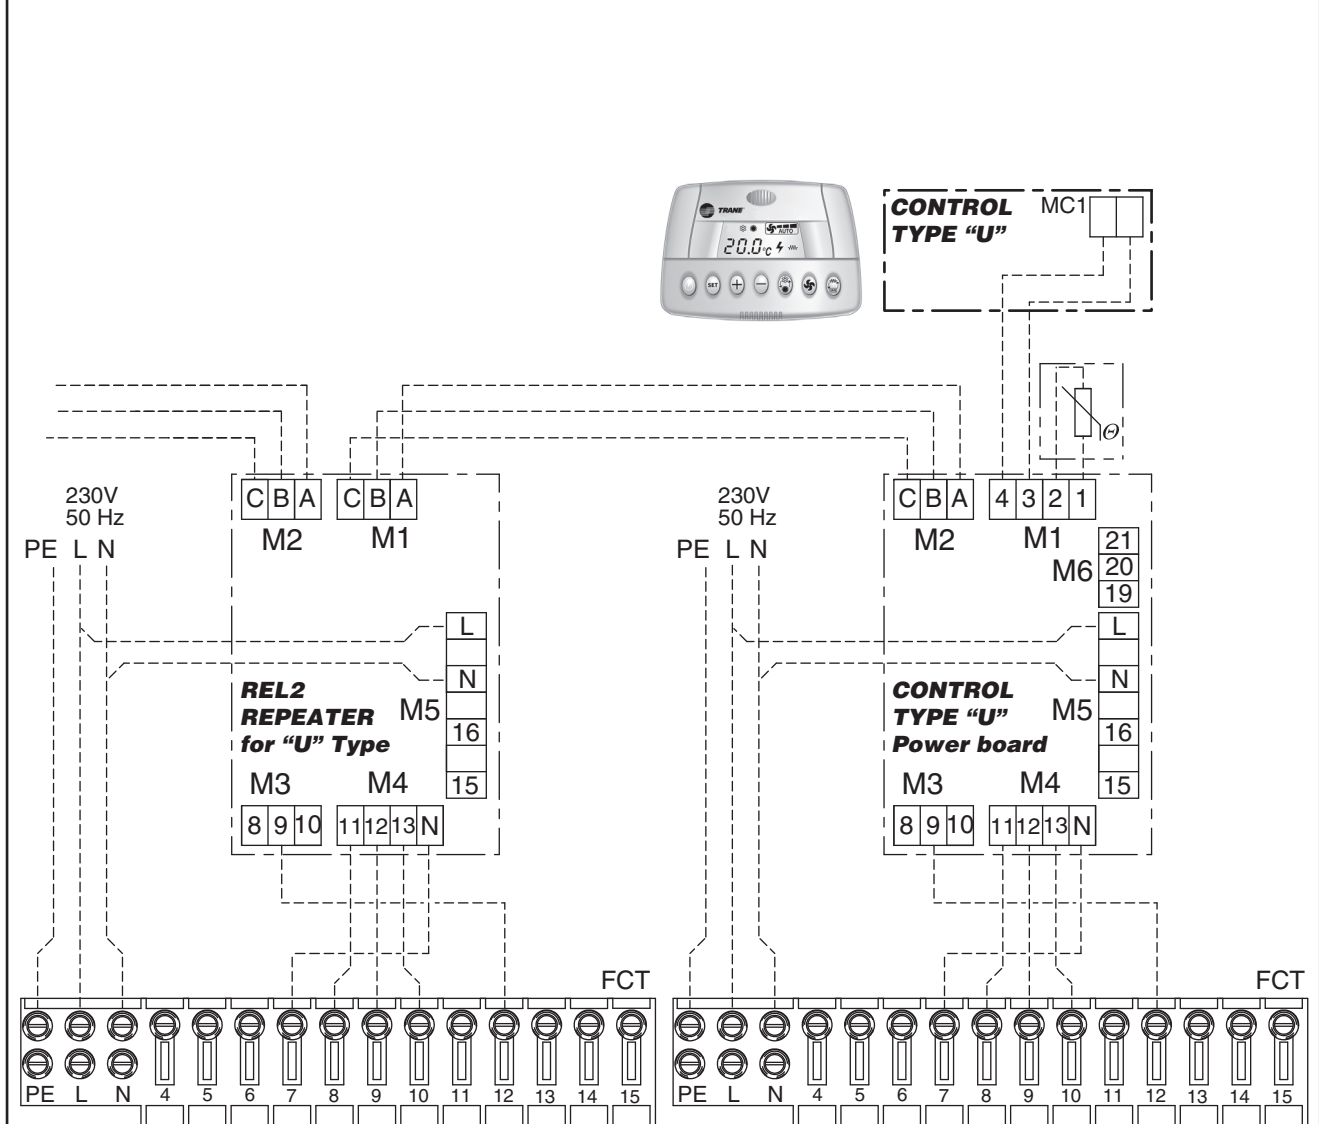 TRANE
AUTO
20.0°C
SET
CONTROL
TYPE “U”
MC1
Θ
230V
50 Hz
PE L N
C B A
M2
C B A
M1
L
N
16
15
M5
REL2
REPEATER
for “U” Type
M3
M4
8 9 10
11 12 13 N
FCT
PE L N 4 5 6 7 8 9 10 11 12 13 14 15
230V
50 Hz
PE L N
C B A
M2
4 3 2 1
M1
M6
21
20
19
L
N
16
15
M5
CONTROL
TYPE “U”
Power board
M3
M4
8 9 10
11 12 13 N
FCT
PE L N 4 5 6 7 8 9 10 11 12 13 14 15